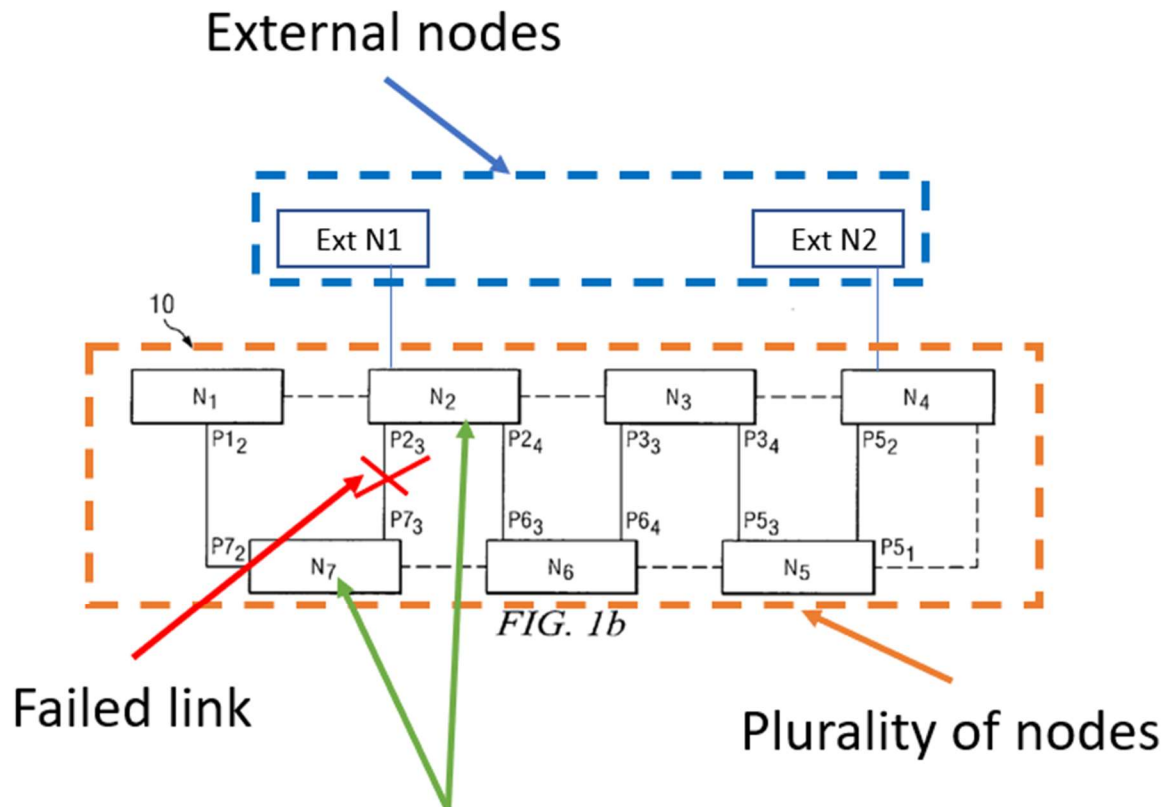 External nodes
Ext N1 Ext N2
10
N₁ N₂ N₃ N₄
P1₂ P2₃ P2₄ P3₃ P3₄ P5₂
P7₂ P7₃ P6₃ P6₄ P5₃ P5₁
N₇ N₆ N₅
FIG. 1b
Failed link
Plurality of nodes